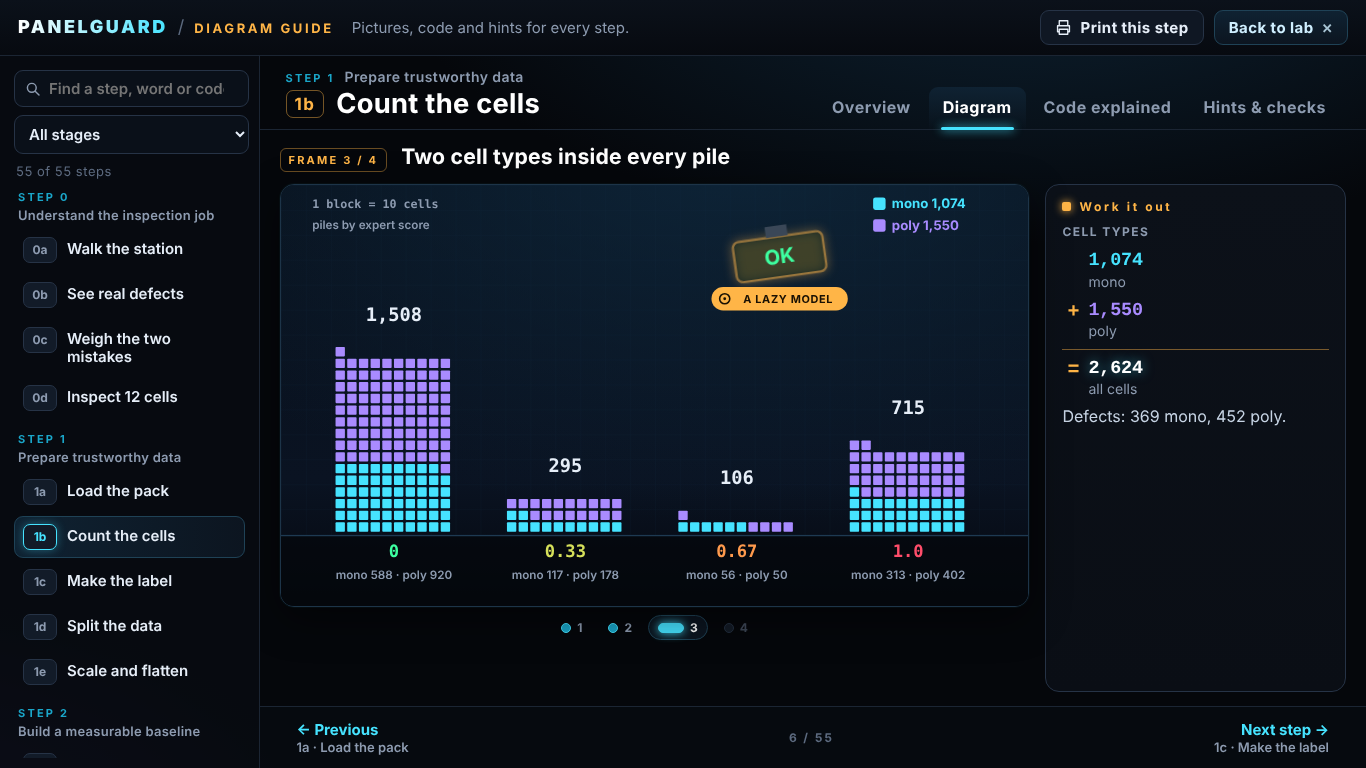 PANELGUARD / DIAGRAM GUIDE Pictures, code and hints for every step.
Print this step
Back to lab ×
Find a step, word or cod
All stages
55 of 55 steps
STEP 0
Understand the inspection job
0a Walk the station
0b See real defects
0c Weigh the two
mistakes
0d Inspect 12 cells
STEP 1
Prepare trustworthy data
1a Load the pack
1b Count the cells
1c Make the label
1d Split the data
1e Scale and flatten
STEP 2
Build a measurable baseline
STEP 1 Prepare trustworthy data
1b Count the cells
Overview
Diagram
Code explained
Hints & checks
FRAME 3 / 4 Two cell types inside every pile
1 block = 10 cells
piles by expert score
mono 1,074
poly 1,550
OK
A LAZY MODEL
1,508
295
106
715
0
0.33
0.67
1.0
mono 588 · poly 920
mono 117 · poly 178
mono 56 · poly 50
mono 313 · poly 402
1
2
3
4
Work it out
CELL TYPES
1,074
mono
+ 1,550
poly
= 2,624
all cells
Defects: 369 mono, 452 poly.
← Previous
1a · Load the pack
6 / 55
Next step →
1c · Make the label